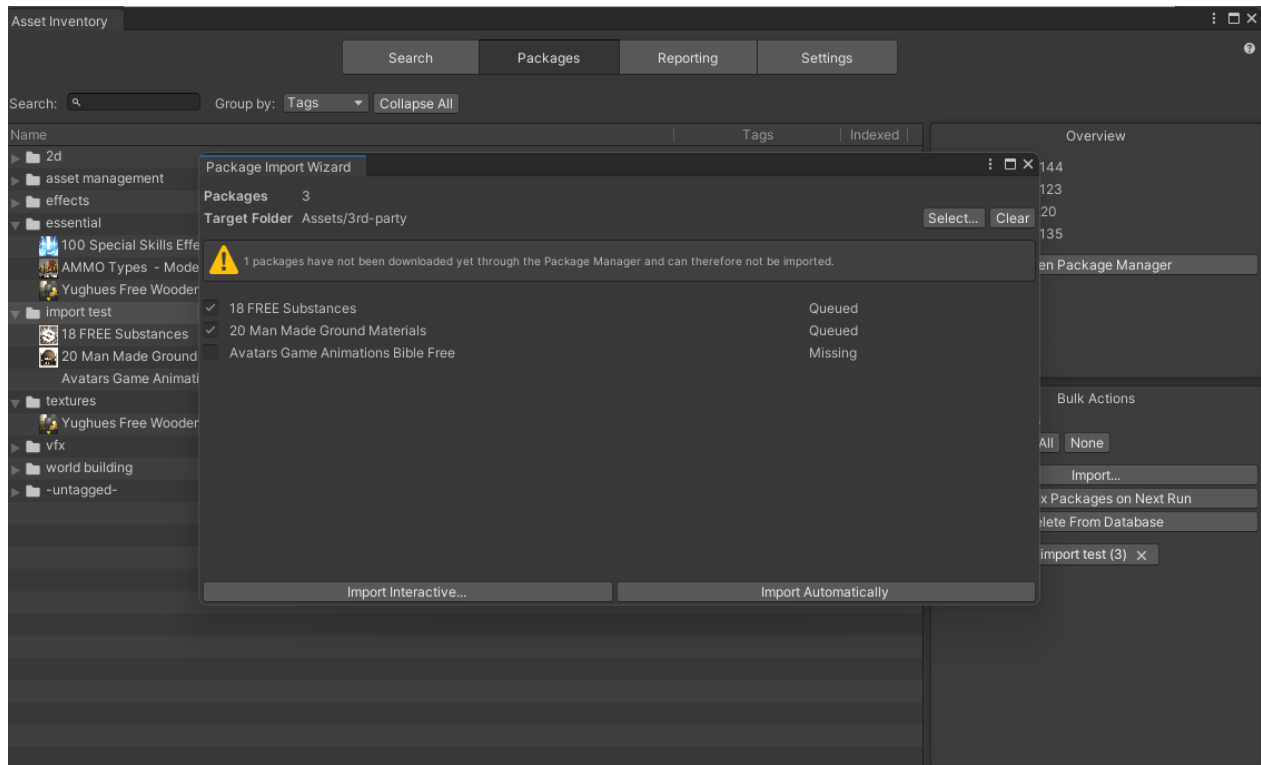 Asset Inventory
Search Packages Reporting Settings
Search: Group by: Tags Collapse All
Name Tags Indexed
2d
asset management
effects
essential
100 Special Skills Effe
AMMO Types - Mode
Yughues Free Wooden
import test
18 FREE Substances
20 Man Made Ground
Avatars Game Animati
textures
Yughues Free Wooden
vfx
world building
-untagged-
Package Import Wizard
Packages 3
Target Folder Assets/3rd-party Select... Clear
1 packages have not been downloaded yet through the Package Manager and can therefore not be imported.
18 FREE Substances Queued
20 Man Made Ground Materials Queued
Avatars Game Animations Bible Free Missing
Import Interactive... Import Automatically
Overview
144
123
20
135
en Package Manager
Bulk Actions
All None
Import...
x Packages on Next Run
elete From Database
import test (3)